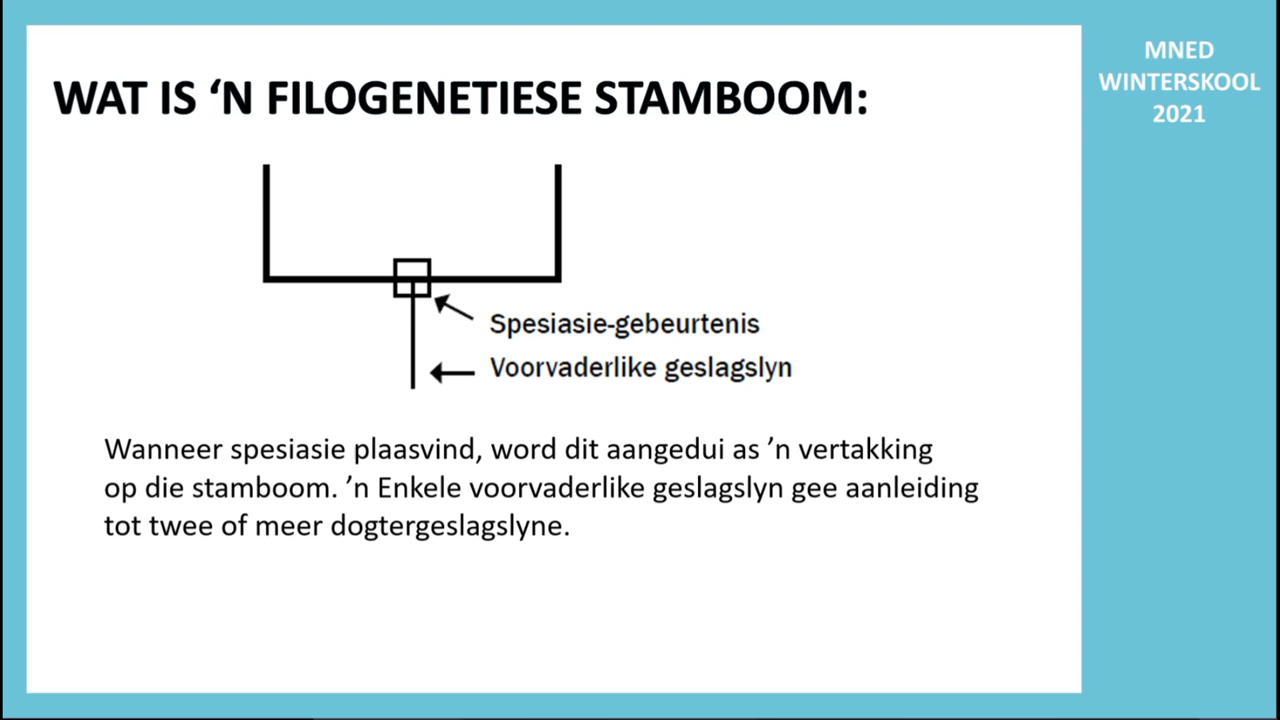 WAT IS ‘N FILOGENETIESE STAMBOOM:
MNED
WINTERSKOOL
2021
Spesiasie-gebeurtenis
Voorvaderlike geslagslyn
Wanneer spesiasie plaasvind, word dit aangedui as ’n vertakking
op die stamboom. ’n Enkele voorvaderlike geslagslyn gee aanleiding
tot twee of meer dogtergeslagslyne.